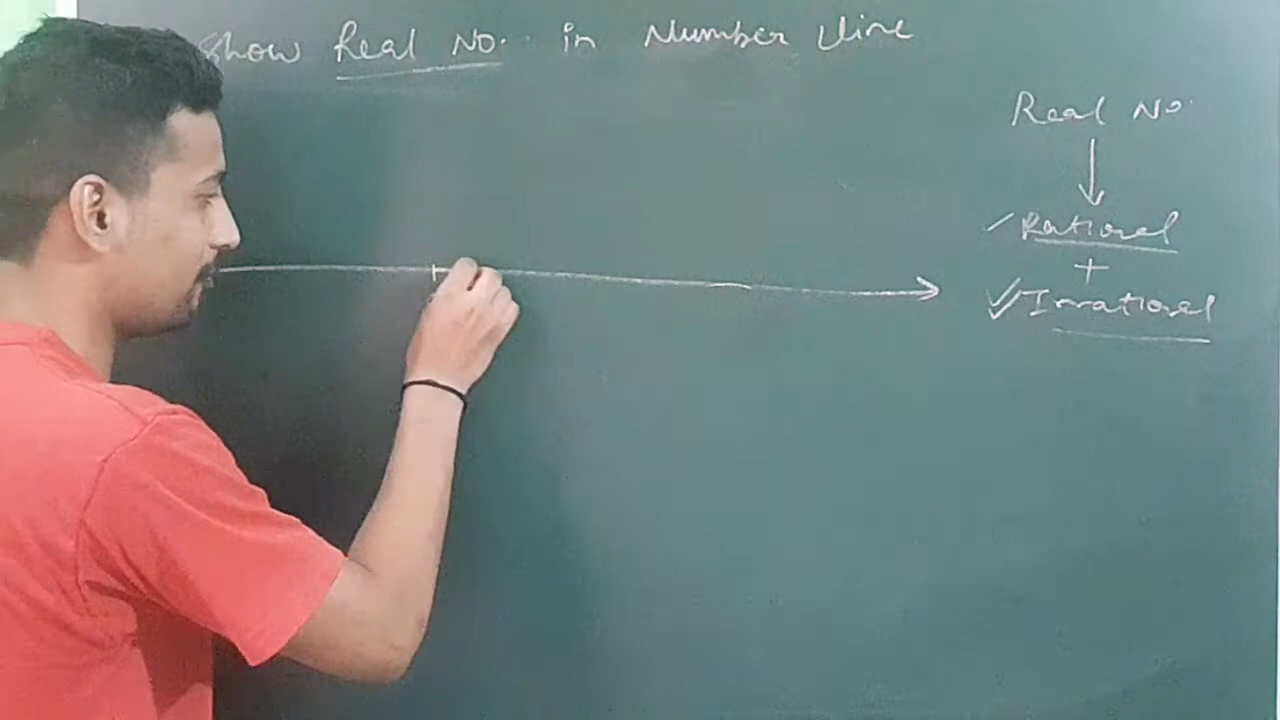 Show Real No. in Number Line
Real No.
Rational
+
Irrational